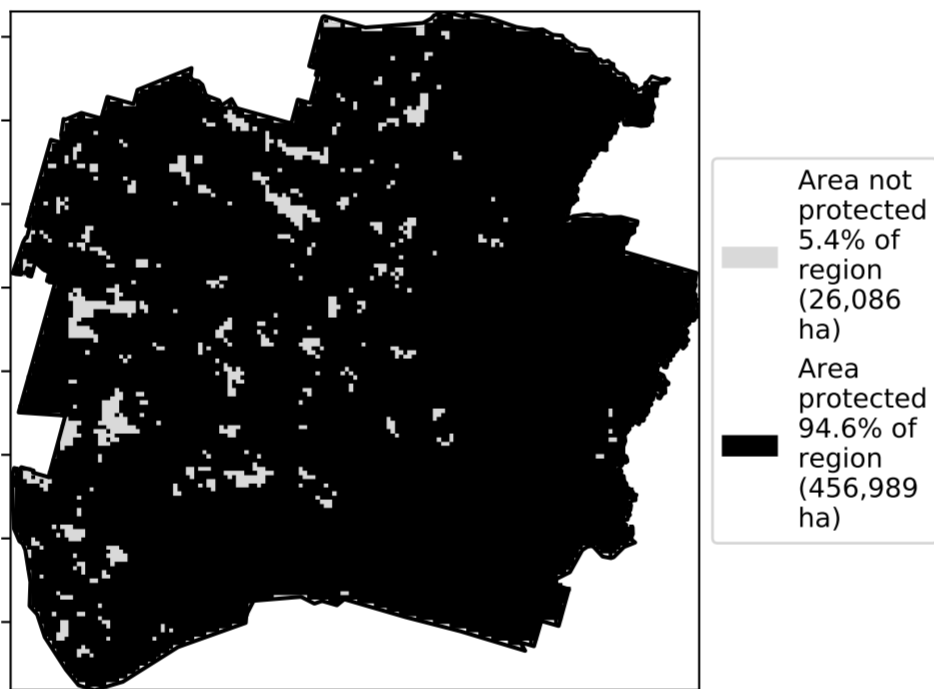 Area not
protected
5.4% of
region
(26,086
ha)
Area
protected
94.6% of
region
(456,989
ha)